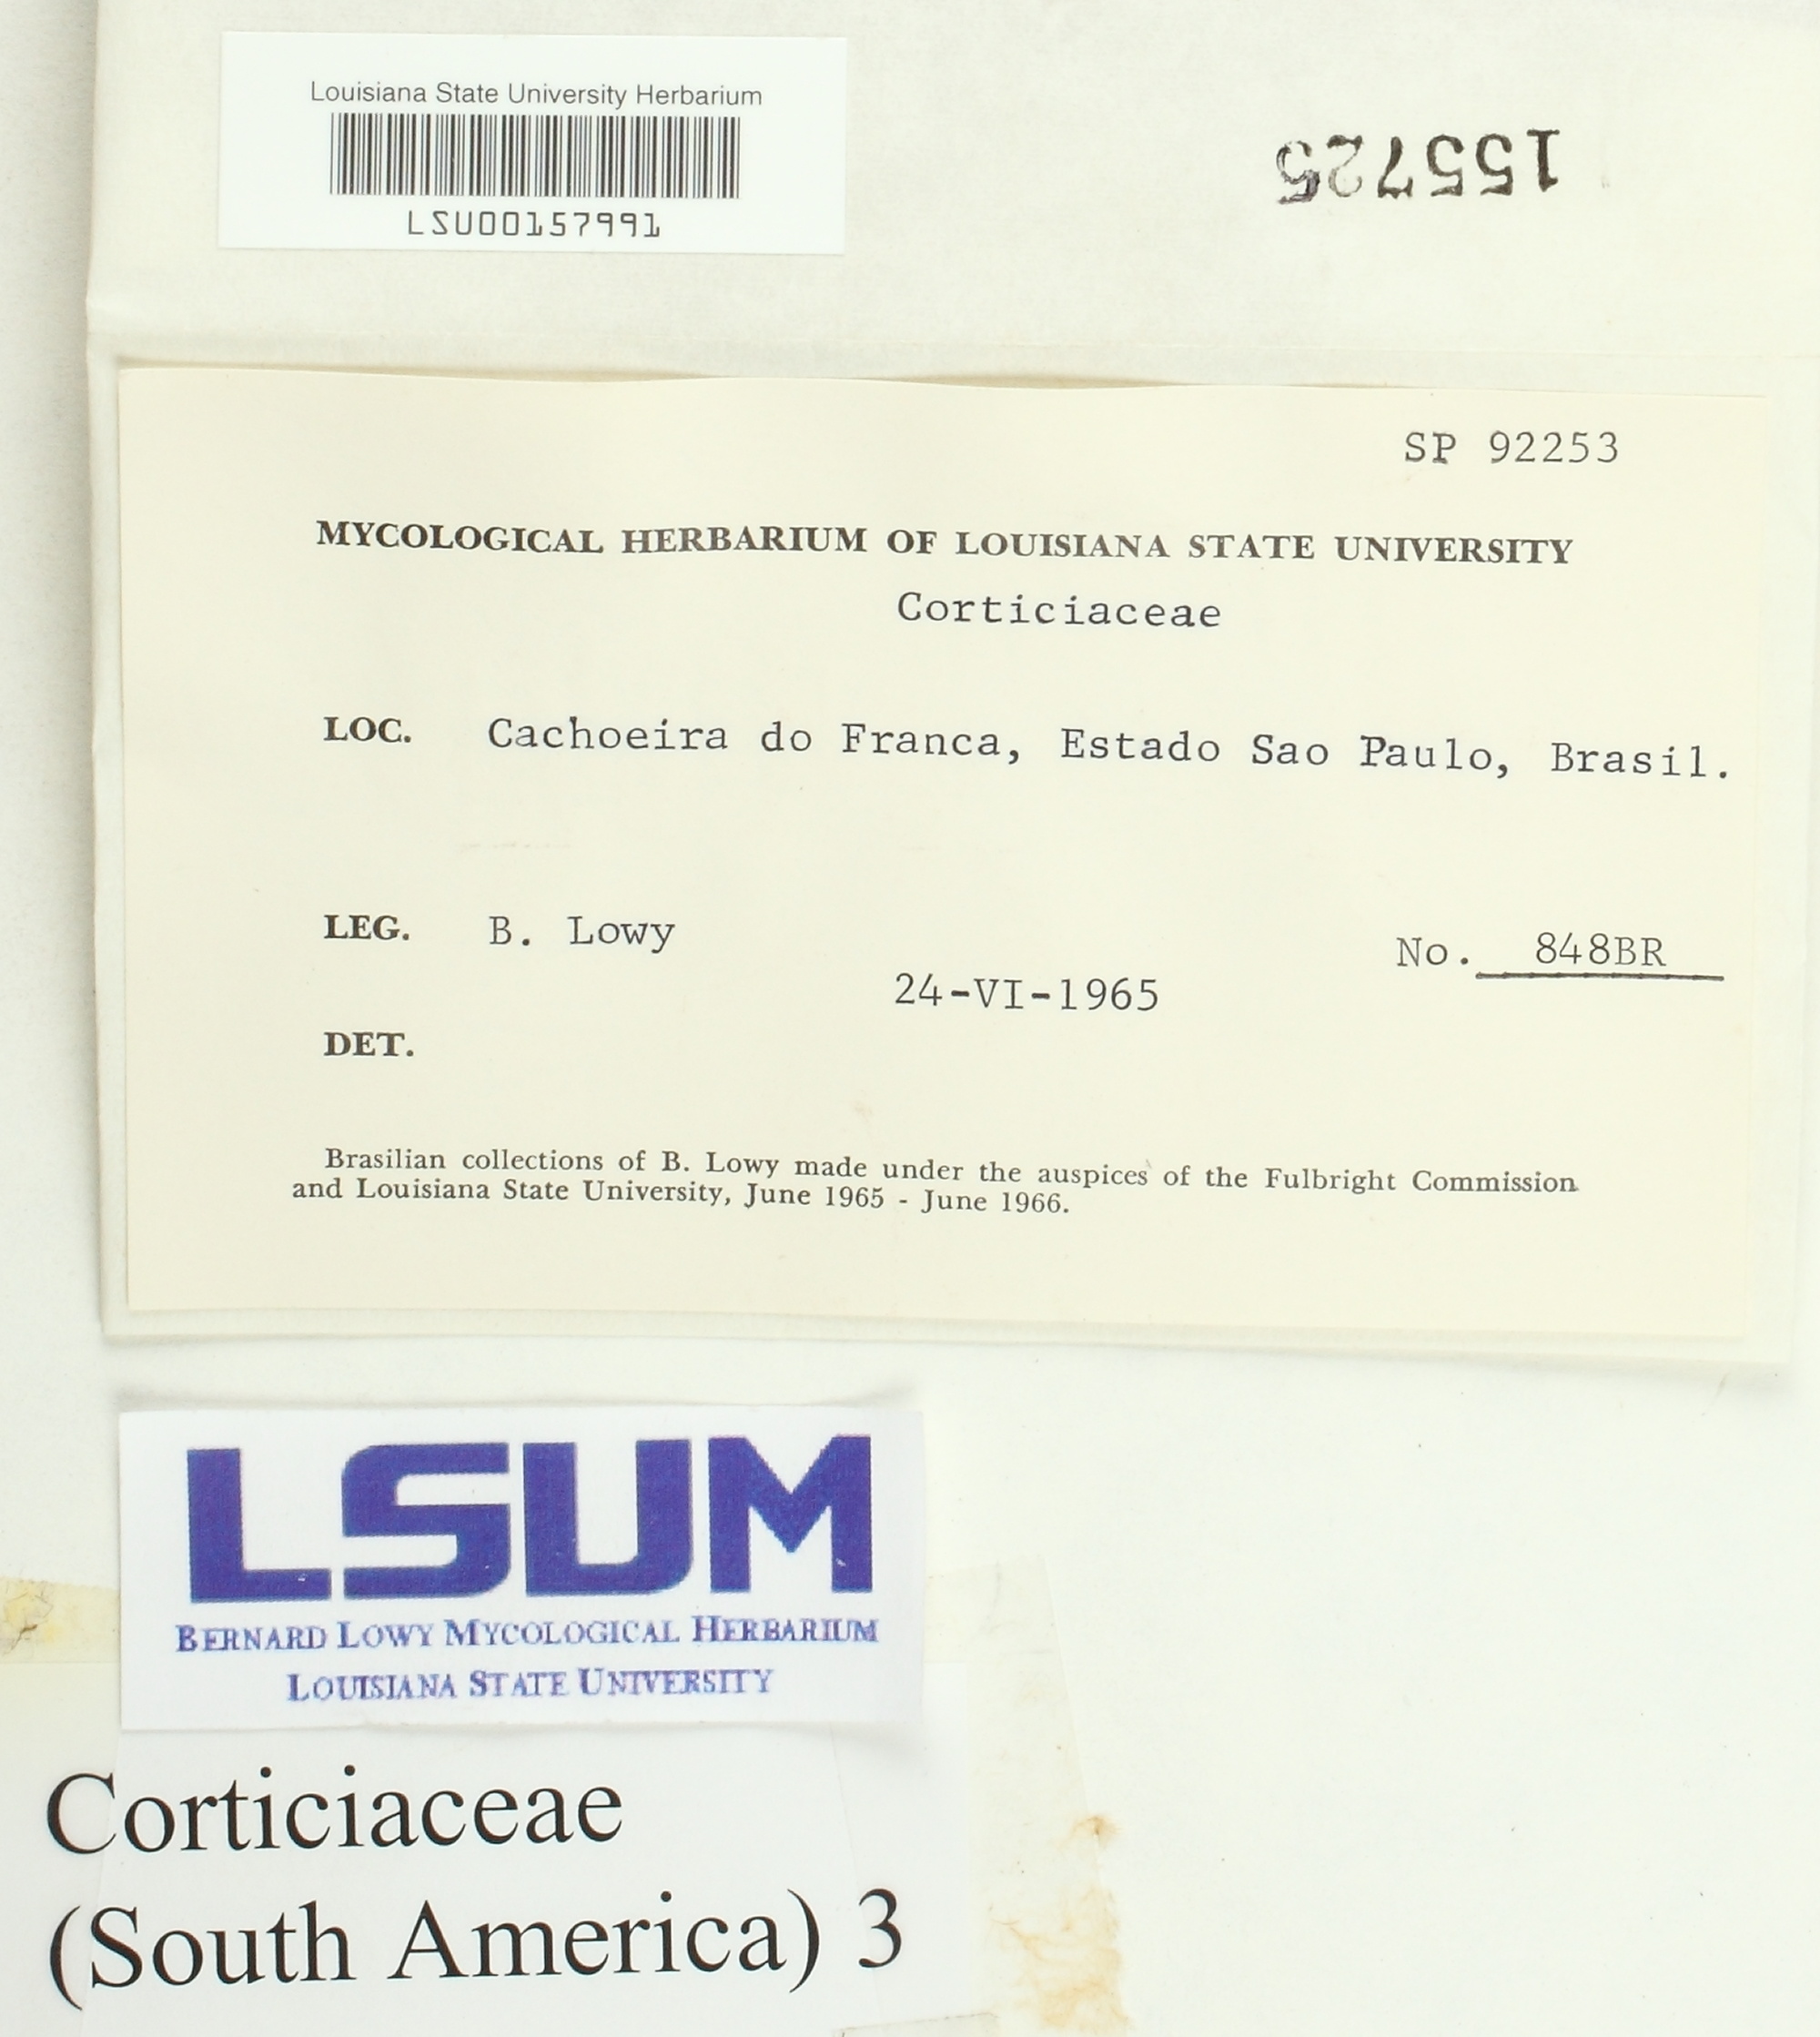 Louisiana State University Herbarium
LSU00157991
155725
SP 92253
MYCOLOGICAL HERBARIUM OF LOUISIANA STATE UNIVERSITY
Corticiaceae
LOC. Cachoeira do Franca, Estado Sao Paulo, Brasil.
LEG. B. Lowy
No. 848BR
24-VI-1965
DET.
Brasilian collections of B. Lowy made under the auspices of the Fulbright Commission
and Louisiana State University, June 1965 - June 1966.
LSUM
BERNARD LOWY MYCOLOGICAL HERBARIUM
LOUISIANA STATE UNIVERSITY
Corticiaceae
(South America) 3